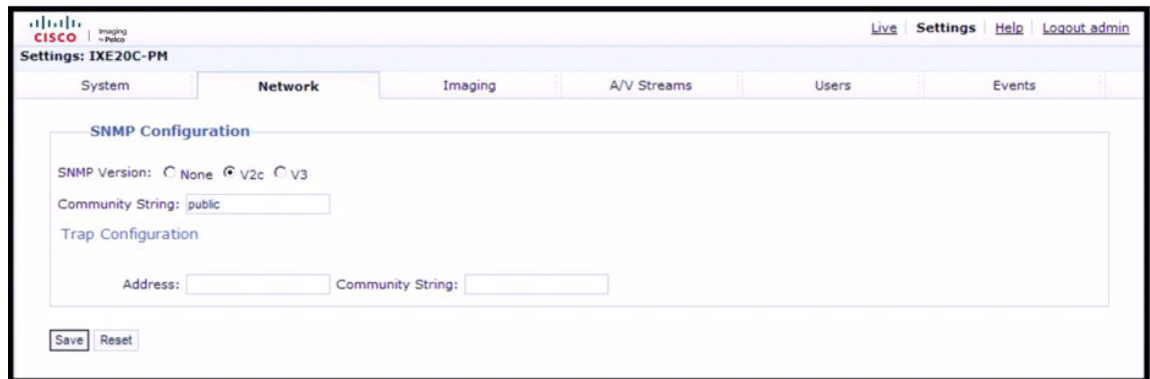 CISCO Imaging by Pelco
Live Settings Help Logout admin
Settings: IXE20C-PM
System Network Imaging A/V Streams Users Events
SNMP Configuration
SNMP Version: None V2c V3
Community String: public
Trap Configuration
Address: Community String:
Save Reset